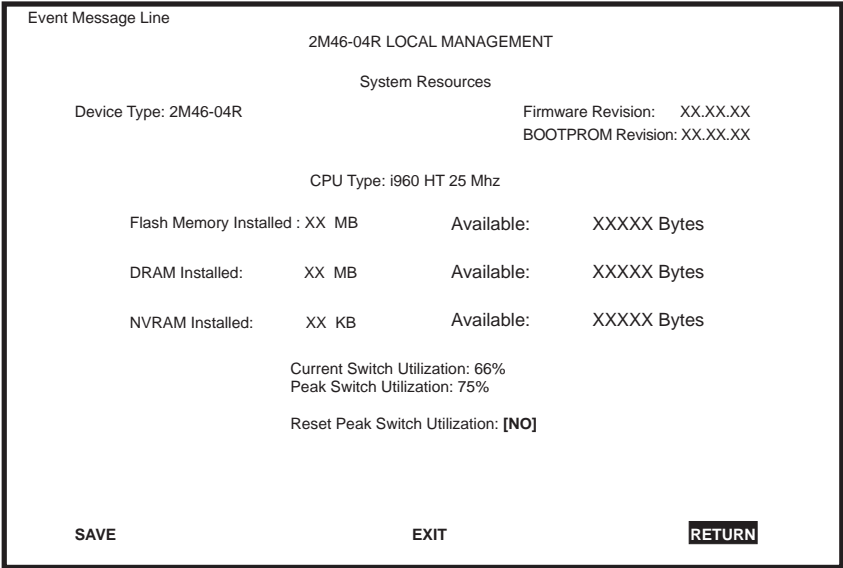 Event Message Line
2M46-04R LOCAL MANAGEMENT
System Resources
Device Type: 2M46-04R Firmware Revision: XX.XX.XX
BOOTPROM Revision: XX.XX.XX
CPU Type: i960 HT 25 Mhz
Flash Memory Installed : XX MB Available: XXXXX Bytes
DRAM Installed: XX MB Available: XXXXX Bytes
NVRAM Installed: XX KB Available: XXXXX Bytes
Current Switch Utilization: 66%
Peak Switch Utilization: 75%
Reset Peak Switch Utilization: [NO]
SAVE EXIT RETURN